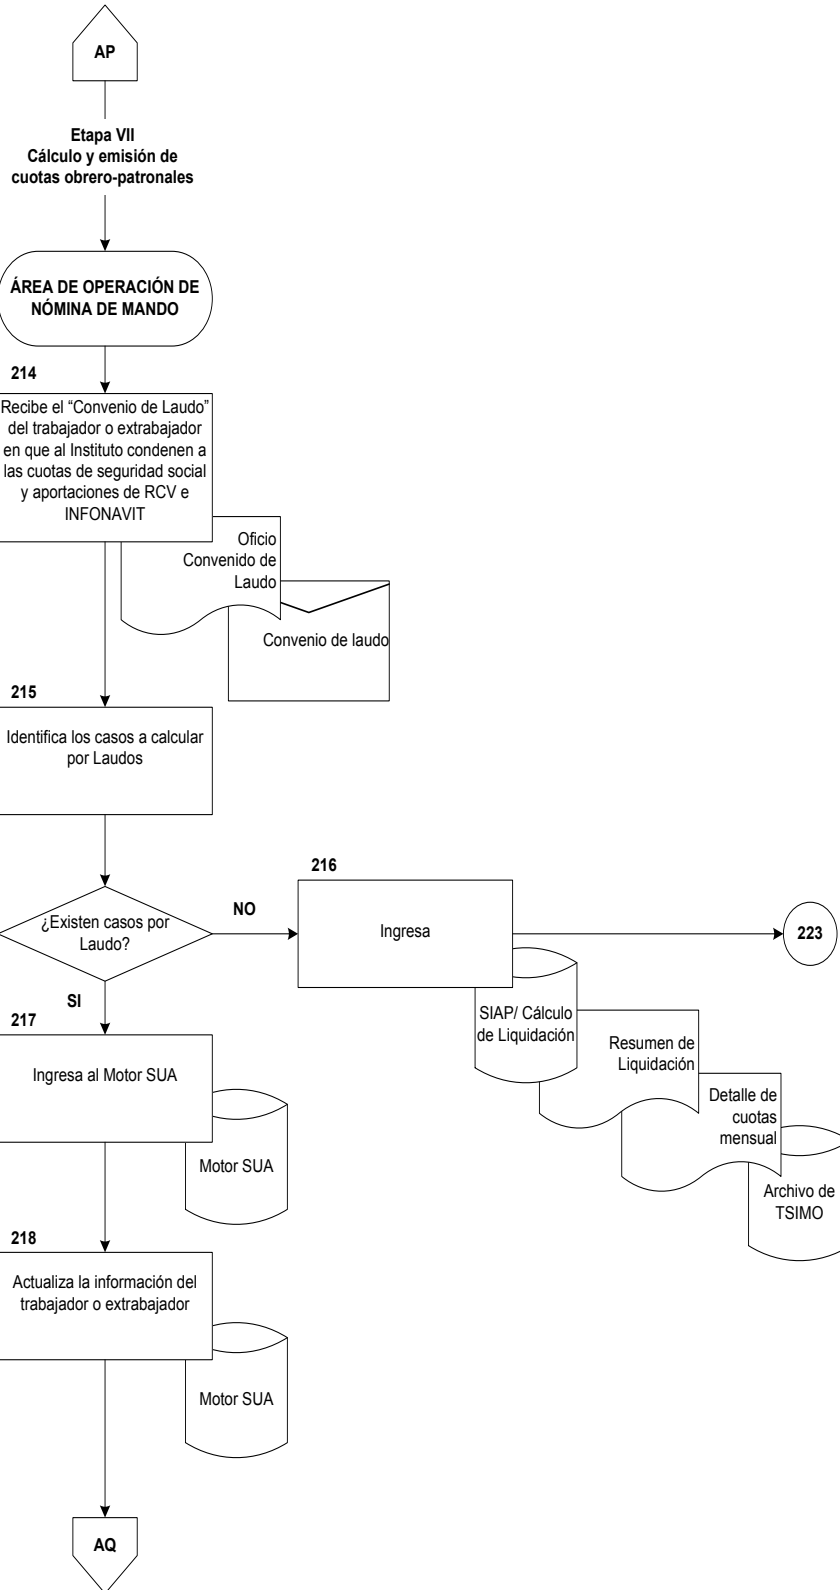 AP
Etapa VII
Cálculo y emisión de
cuotas obrero-patronales
ÁREA DE OPERACIÓN DE
NÓMINA DE MANDO
214
Recibe el “Convenio de Laudo”
del trabajador o extrabajador
en que al Instituto condenen a
las cuotas de seguridad social
y aportaciones de RCV e
INFONAVIT
Oficio
Convenido de
Laudo
Convenio de laudo
215
Identifica los casos a calcular
por Laudos
¿Existen casos por
Laudo?
NO
216
Ingresa
223
SIAP/ Cálculo
de Liquidación
Resumen de
Liquidación
Detalle de
cuotas
mensual
Archivo de
TSIMO
SI
217
Ingresa al Motor SUA
Motor SUA
218
Actualiza la información del
trabajador o extrabajador
Motor SUA
AQ